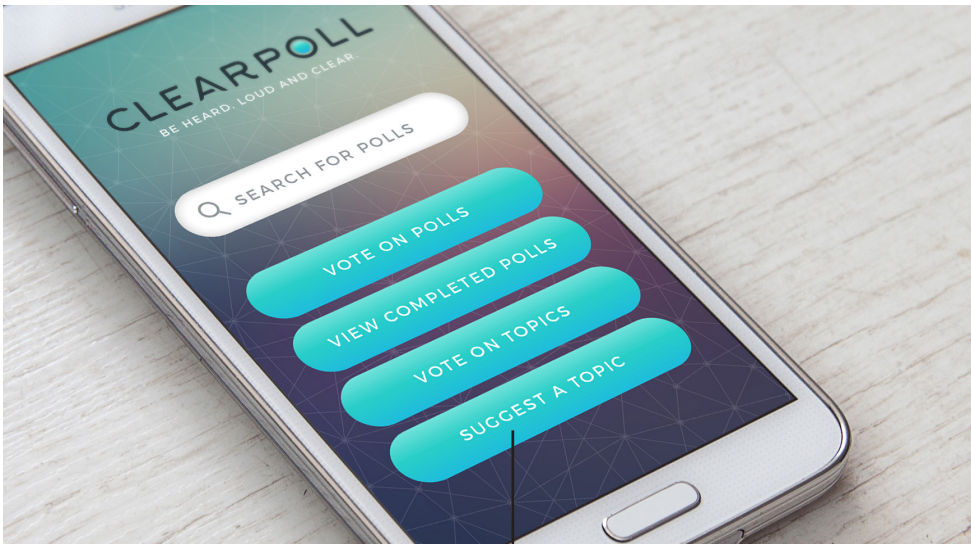 CLEARPOLL
BE HEARD. LOUD AND CLEAR.
SEARCH FOR POLLS
VOTE ON POLLS
VIEW COMPLETED POLLS
VOTE ON TOPICS
SUGGEST A TOPIC